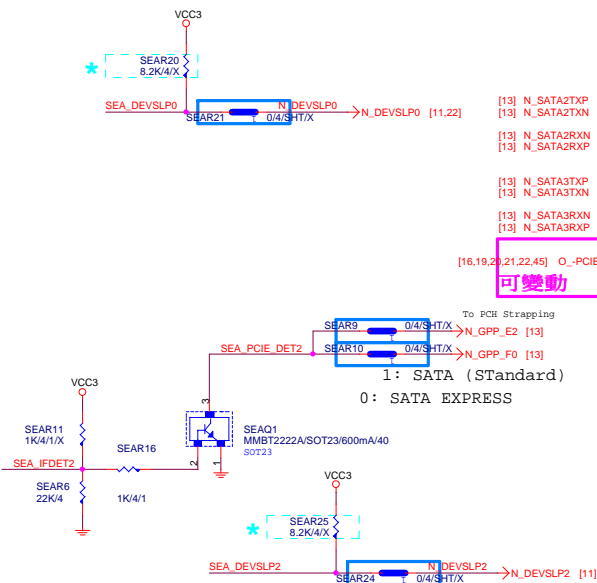 VCC3
SEAR20
8.2K/4/X
*
SEA_DEVSLP0
N_DEVSLP0
N_DEVSLP0 [11,22]
SEAR21
0/4/SHT/X
[13] N_SATA2TXP
[13] N_SATA2TXN
[13] N_SATA2RXN
[13] N_SATA2RXP
[13] N_SATA3TXP
[13] N_SATA3TXN
[13] N_SATA3RXN
[13] N_SATA3RXP
[16,19,20,21,22,45] O_-PCIE
可變動
To PCH Strapping
SEAR9
0/4/SHT/X
N_GPP_E2 [13]
SEA_PCIE_DET2
SEAR10
0/4/SHT/X
N_GPP_F0 [13]
1: SATA (STandard)
0: SATA EXPRESS
VCC3
SEAR11
1K/4/1/X
SEAR16
3
SEAQ1
MMBT2222A/SOT23/600mA/40
SOT23
SEA_IFDET2
2
1
SEAR6
22K/4
1K/4/1
VCC3
SEAR25
8.2K/4/X
*
SEA_DEVSLP2
N_DEVSLP2
N_DEVSLP2 [11]
SEAR24
0/4/SHT/X